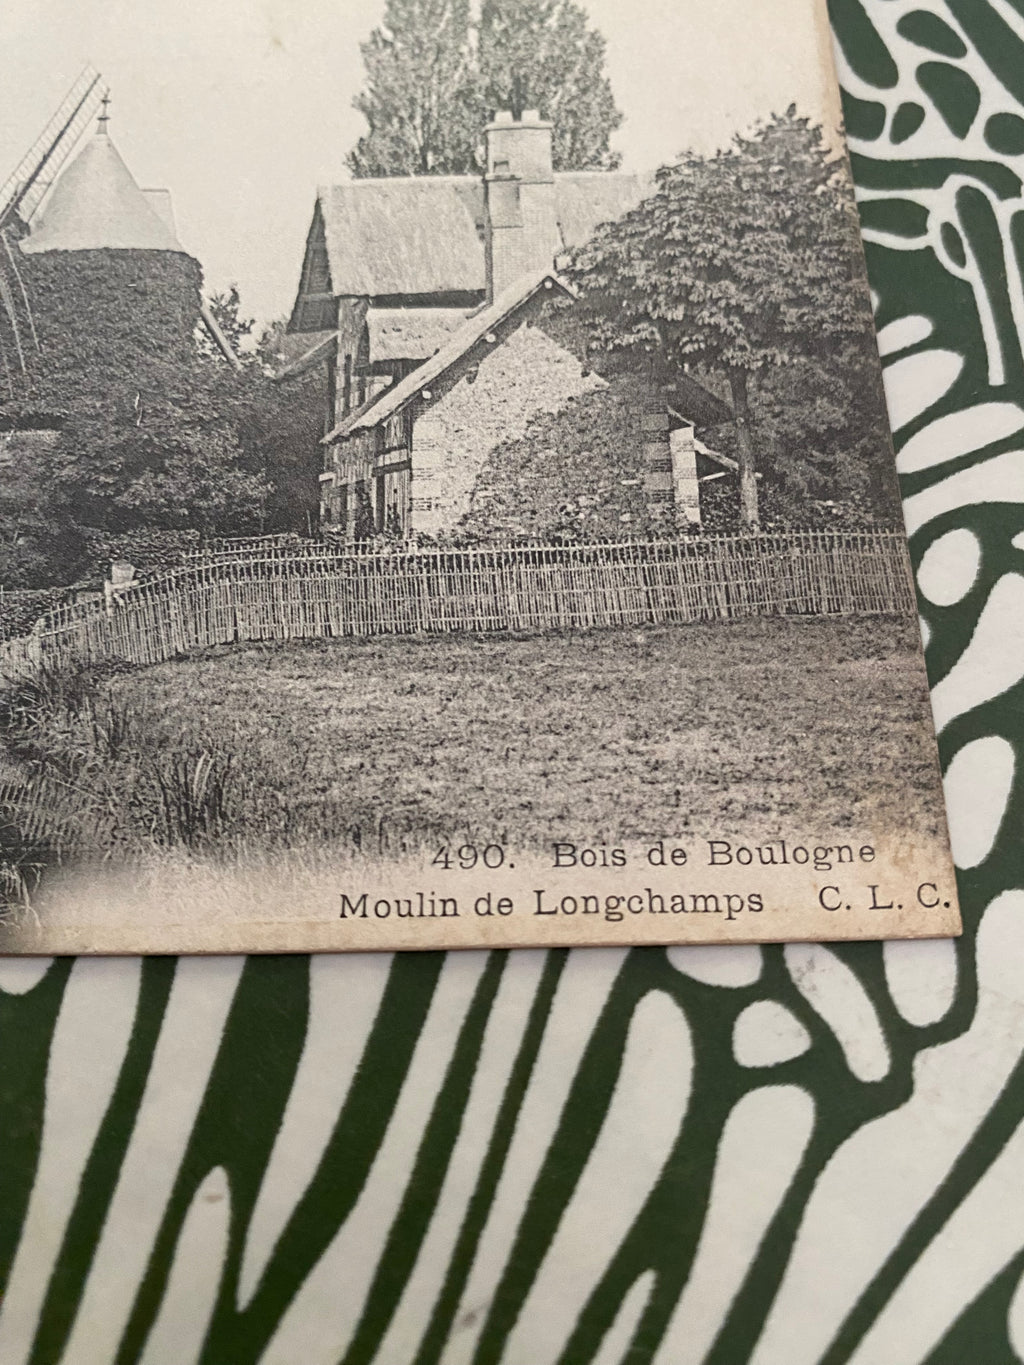 490. Bois de Boulogne
Moulin de Longchamps C. L. C.